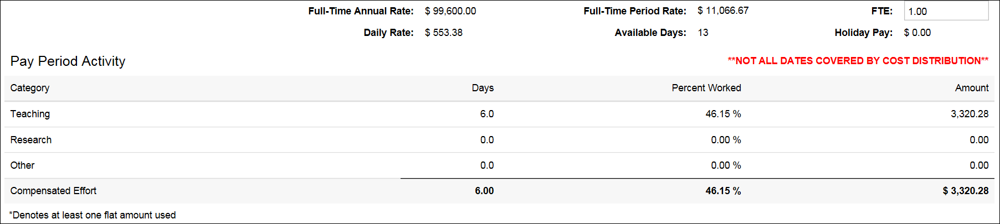 Full-Time Annual Rate: $ 99,600.00 Full-Time Period Rate: $ 11,066.67 FTE: 1.00
Daily Rate: $ 553.38 Available Days: 13 Holiday Pay: $ 0.00
Pay Period Activity **NOT ALL DATES COVERED BY COST DISTRIBUTION**
Category Days Percent Worked Amount
Teaching 6.0 46.15 % 3,320.28
Research 0.0 0.00 % 0.00
Other 0.0 0.00 % 0.00
Compensated Effort 6.00 46.15 % $ 3,320.28
*Denotes at least one flat amount used